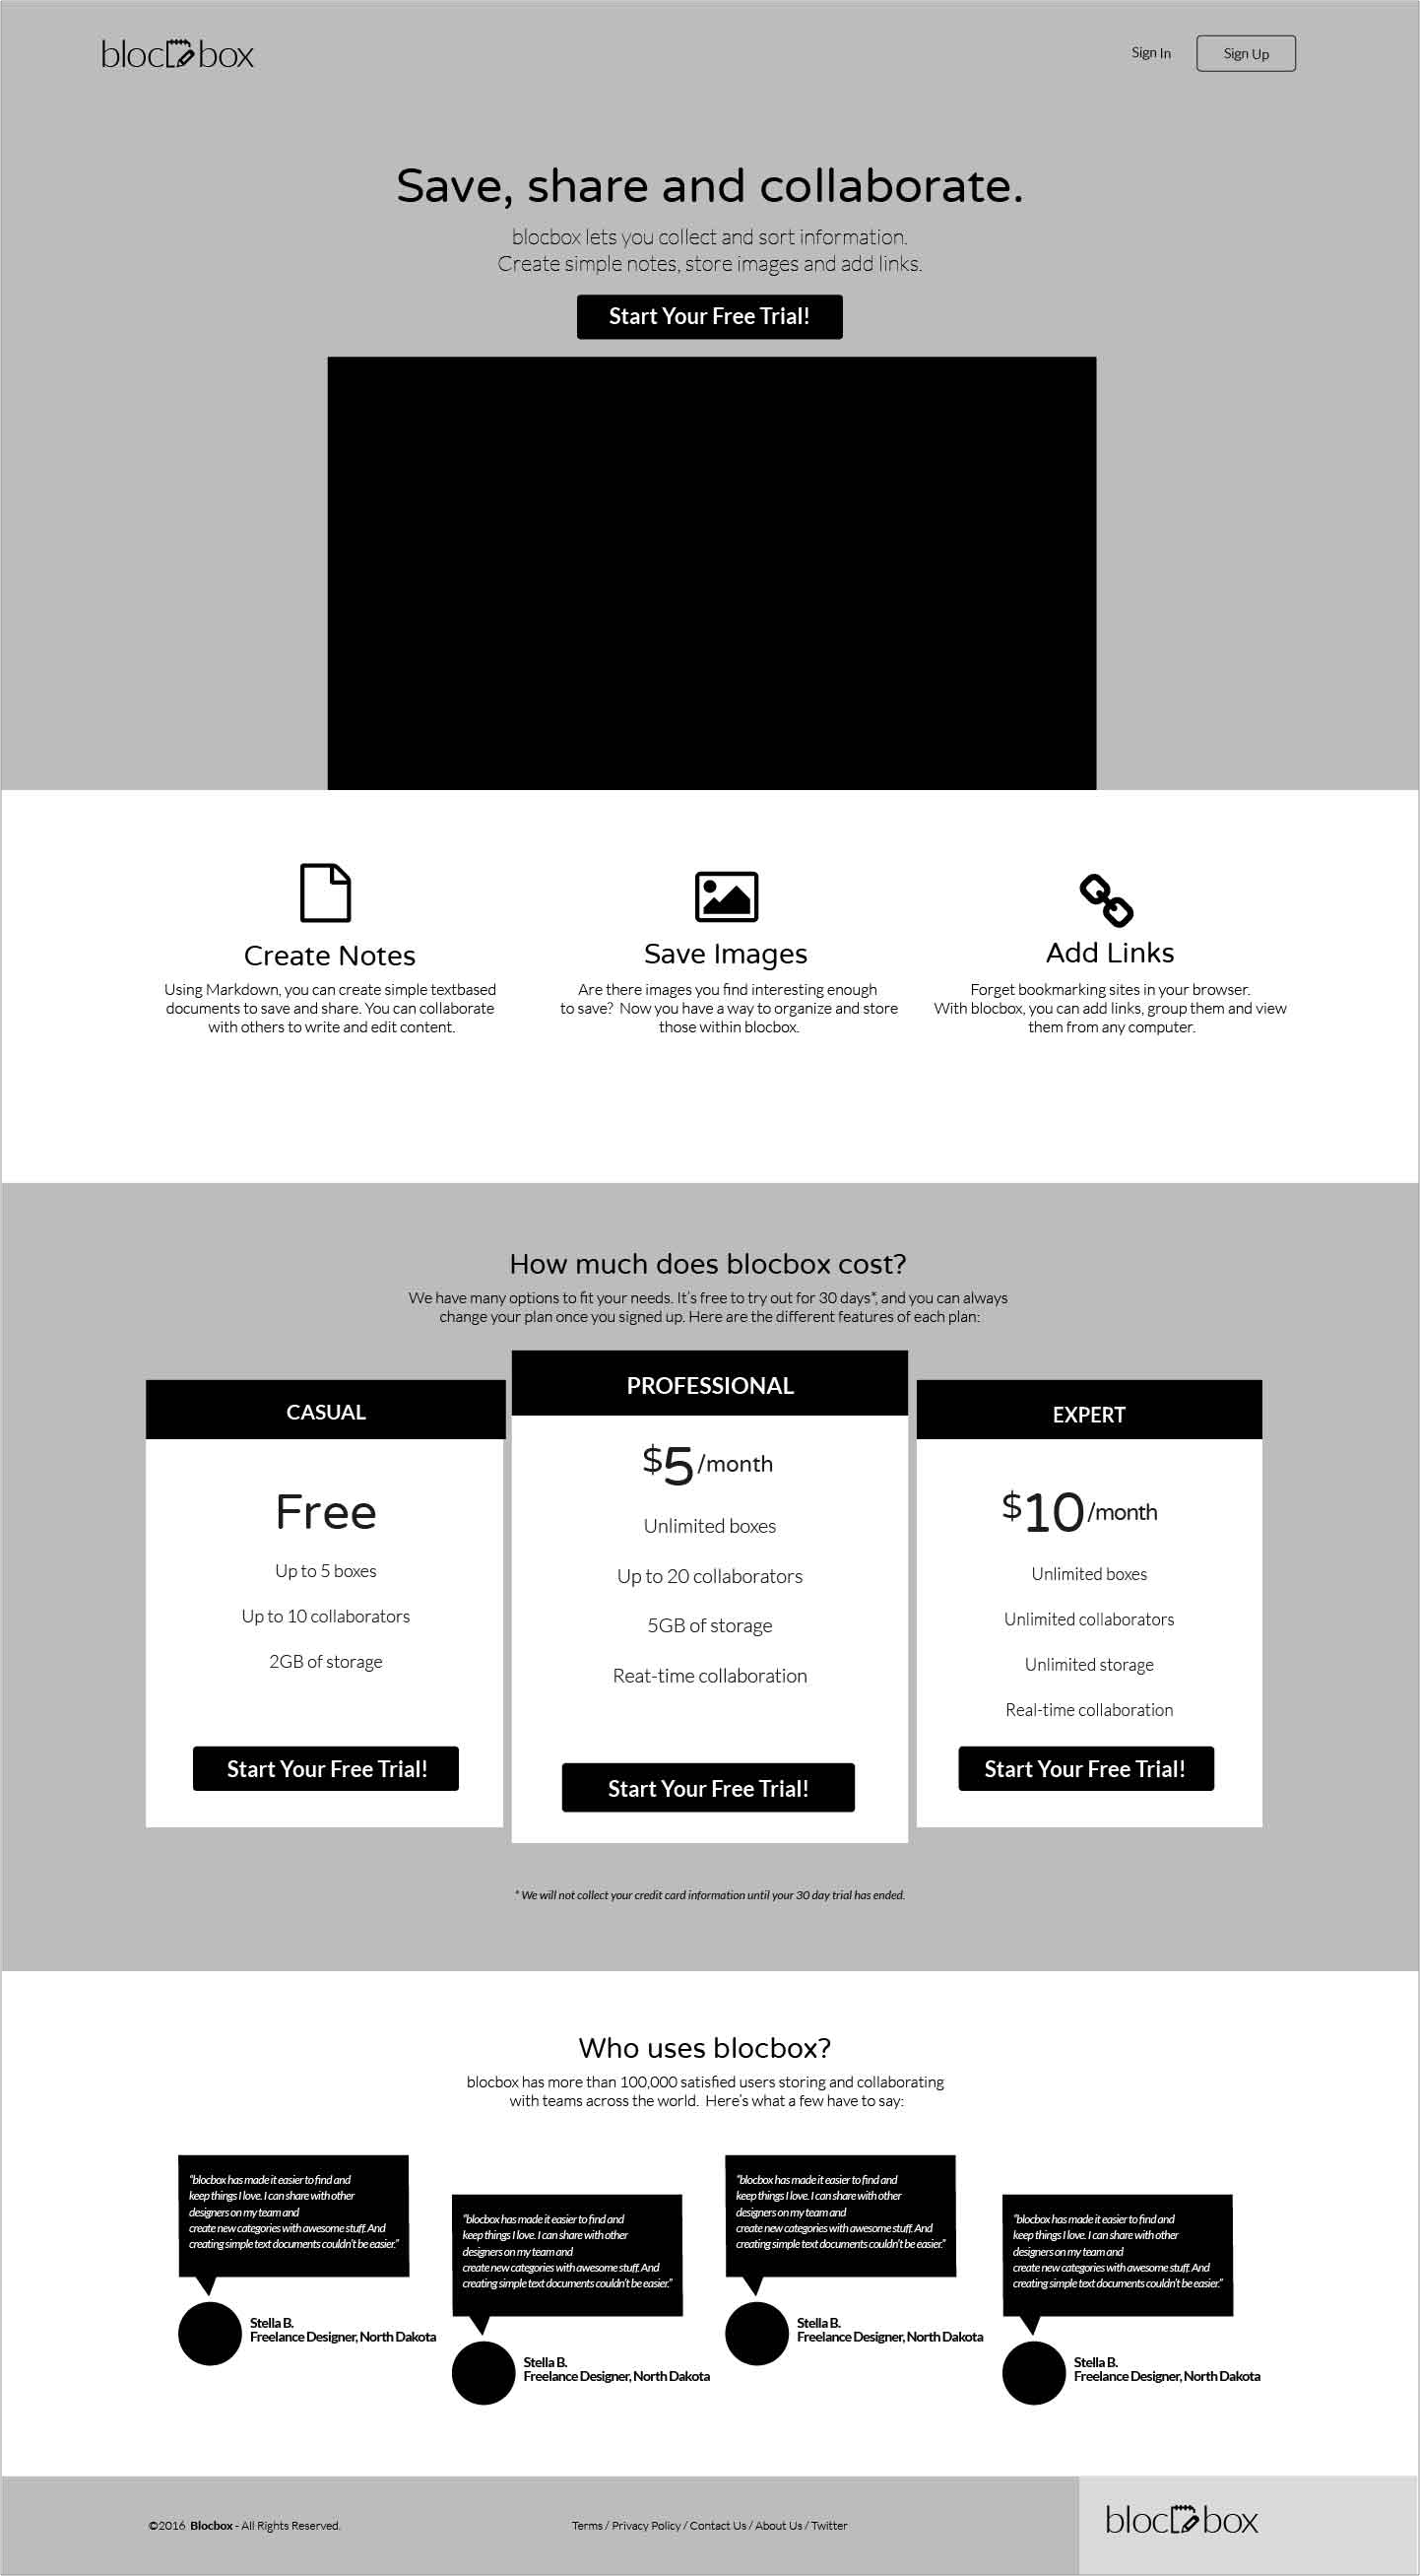 bloc box
Sign In
Sign Up
Save, share and collaborate.
blocbox lets you collect and sort information.
Create simple notes, store images and add links.
Start Your Free Trial!
Create Notes
Using Markdown, you can create simple textbased
documents to save and share. You can collaborate
with others to write and edit content.
Save Images
Are there images you find interesting enough
to save?  Now you have a way to organize and store
those within blocbox.
Add Links
Forget bookmarking sites in your browser.
With blocbox, you can add links, group them and view
them from any computer.
How much does blocbox cost?
We have many options to fit your needs. It's free to try out for 30 days*, and you can always
change your plan once you signed up. Here are the different features of each plan:
CASUAL
Free
Up to 5 boxes
Up to 10 collaborators
2GB of storage
Start Your Free Trial!
PROFESSIONAL
$5/month
Unlimited boxes
Up to 20 collaborators
5GB of storage
Reat-time collaboration
Start Your Free Trial!
EXPERT
$10/month
Unlimited boxes
Unlimited collaborators
Unlimited storage
Real-time collaboration
Start Your Free Trial!
* We will not collect your credit card information until your 30 day trial has ended.
Who uses blocbox?
blocbox has more than 100,000 satisfied users storing and collaborating
with teams across the world.  Here's what a few have to say:
"blocbox has made it easier to find and
keep things I love. I can share with other
designers on my team and
create new categories with awesome stuff. And
creating simple text documents couldn't be easier."
Stella B.
Freelance Designer, North Dakota
"blocbox has made it easier to find and
keep things I love. I can share with other
designers on my team and
create new categories with awesome stuff. And
creating simple text documents couldn't be easier."
Stella B.
Freelance Designer, North Dakota
"blocbox has made it easier to find and
keep things I love. I can share with other
designers on my team and
create new categories with awesome stuff. And
creating simple text documents couldn't be easier."
Stella B.
Freelance Designer, North Dakota
"blocbox has made it easier to find and
keep things I love. I can share with other
designers on my team and
create new categories with awesome stuff. And
creating simple text documents couldn't be easier."
Stella B.
Freelance Designer, North Dakota
©2016  Blocbox - All Rights Reserved.
Terms / Privacy Policy / Contact Us / About Us / Twitter
bloc box